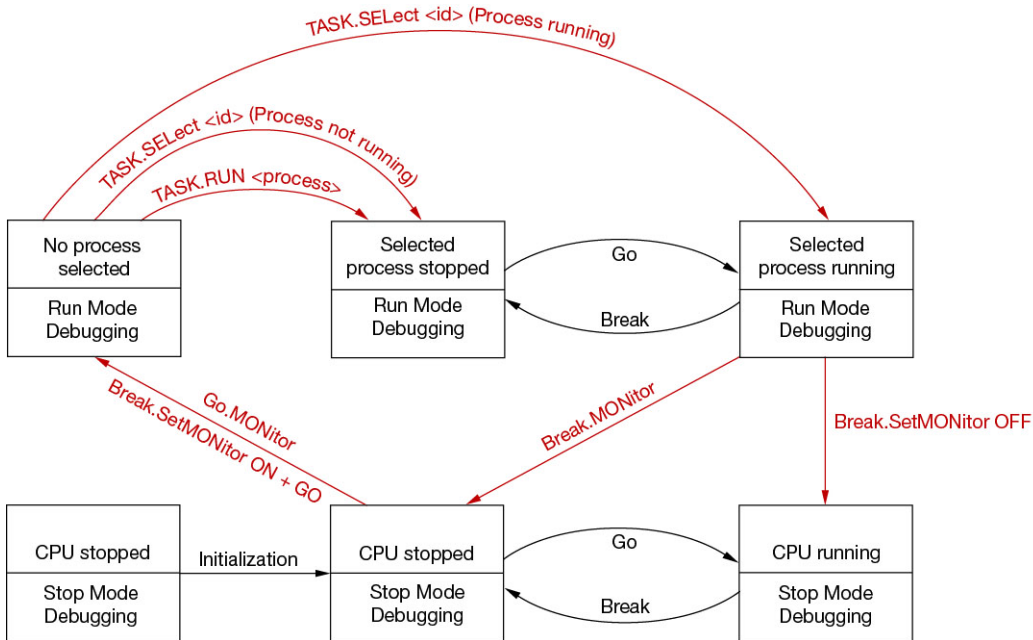 TASK.SELect <id> (Process running)
TASK.SELect <id> (Process not running)
TASK.RUN <process>
No process
selected
Run Mode
Debugging
Selected
process stopped
Run Mode
Debugging
Go
Break
Selected
process running
Run Mode
Debugging
Go.MONitor
Break.SetMONitor ON + GO
Break.MONitor
Break.SetMONitor OFF
CPU stopped
Stop Mode
Debugging
Initialization
CPU stopped
Stop Mode
Debugging
Go
Break
CPU running
Stop Mode
Debugging